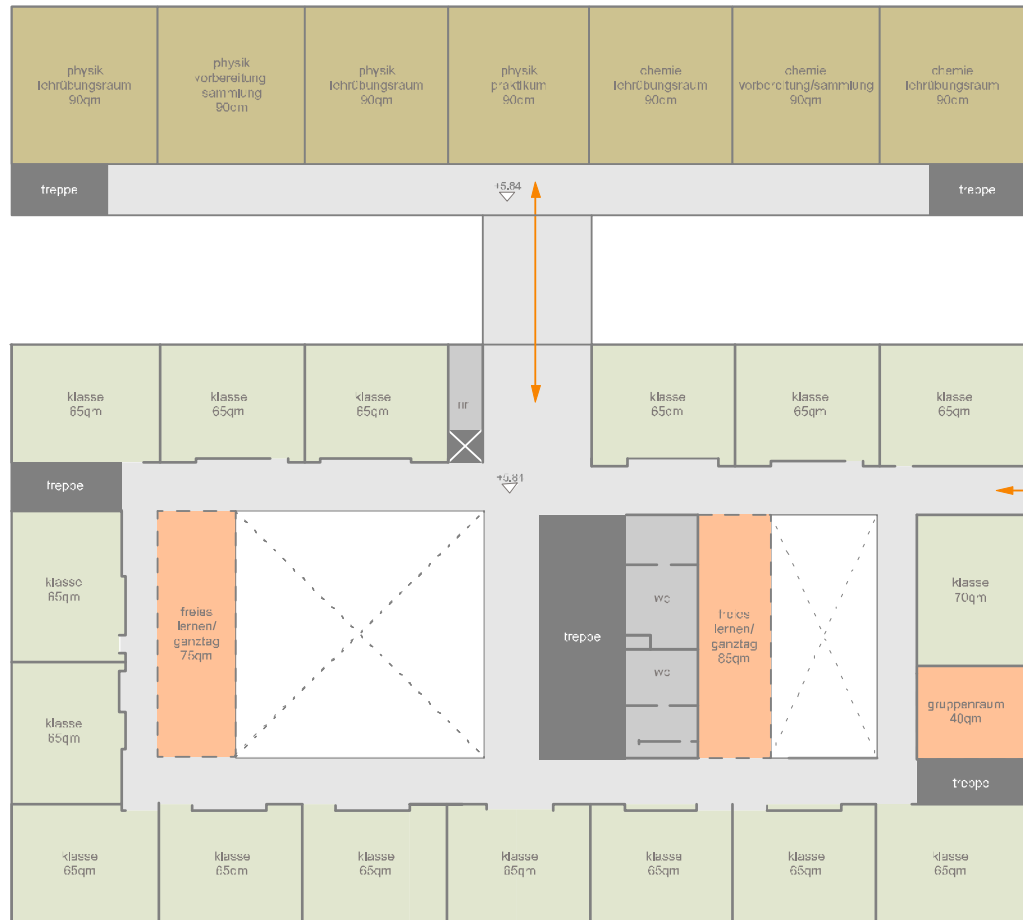 physik
lehrübungsraum
90qm
physik
vorbereitung
sammlung
90qm
physik
lehrübungsraum
90qm
physik
praktikum
90qm
chemie
lehrübungsraum
90qm
chemie
vorbereitung/sammlung
90qm
chemie
lehrübungsraum
90qm
treppe
+5.84
treppe
klasse
65qm
klasse
65qm
klasse
65qm
klasse
65qm
klasse
65qm
klasse
65qm
treppe
+5.81
klasse
65qm
freies
lernen/
ganztag
75qm
treppe
wc
wc
freies
lernen/
ganztag
85qm
klasse
70qm
klasse
65qm
gruppenraum
40qm
treppe
klasse
65qm
klasse
65qm
klasse
65qm
klasse
65qm
klasse
65qm
klasse
65qm
klasse
65qm